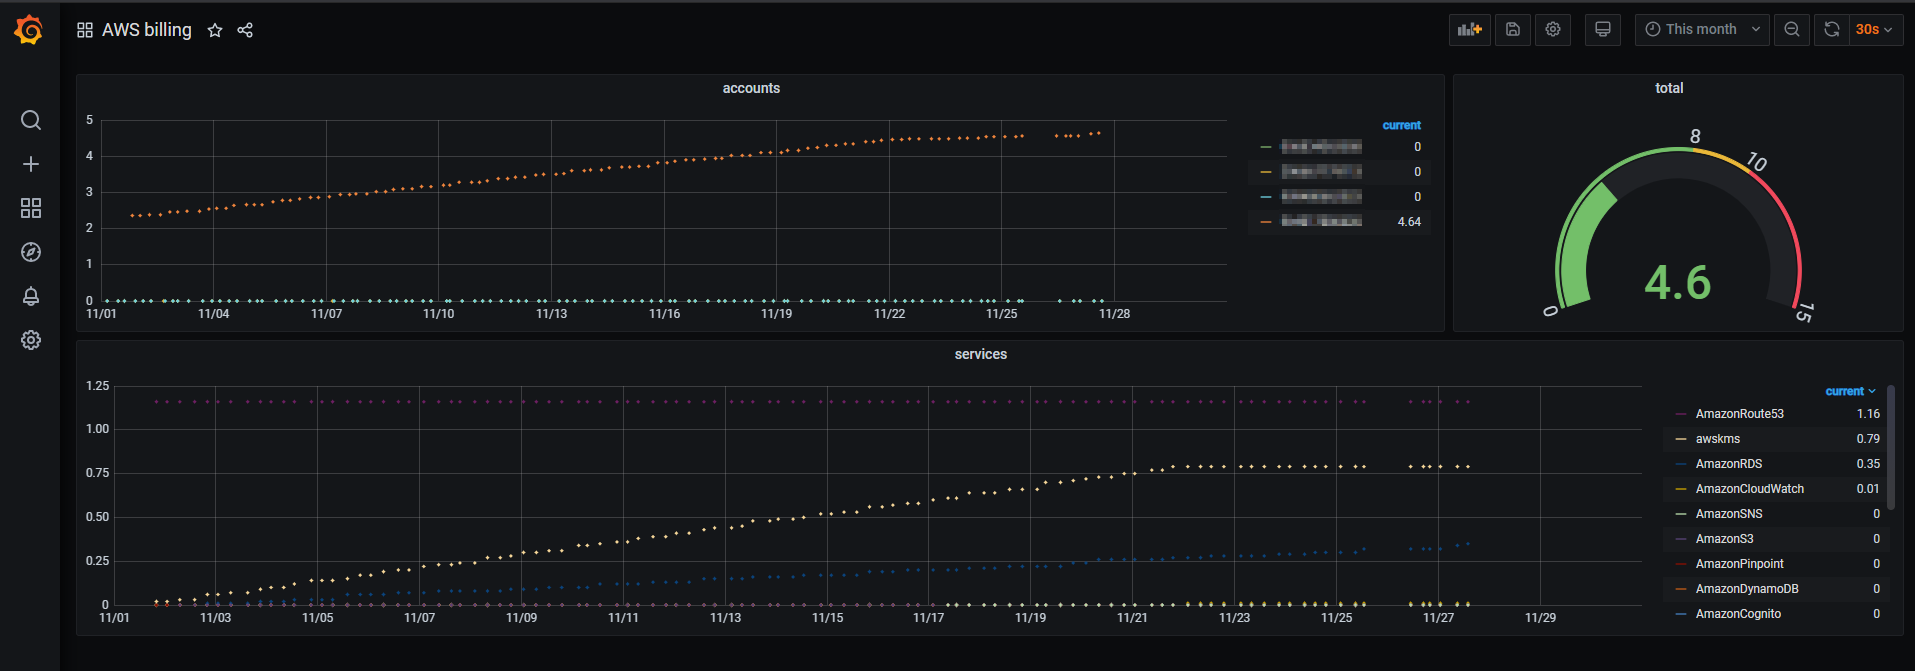 AWS billing
This month
30s
accounts
5
4
3
2
1
0
11/01 11/04 11/07 11/10 11/13 11/16 11/19 11/22 11/25 11/28
current
0
0
0
4.64
total
0 8 10 15
4.6
services
1.25
1.00
0.75
0.50
0.25
0
11/01 11/03 11/05 11/07 11/09 11/11 11/13 11/15 11/17 11/19 11/21 11/23 11/25 11/27 11/29
current
AmazonRoute53 1.16
awskms 0.79
AmazonRDS 0.35
AmazonCloudWatch 0.01
AmazonSNS 0
AmazonS3 0
AmazonPinpoint 0
AmazonDynamoDB 0
AmazonCognito 0